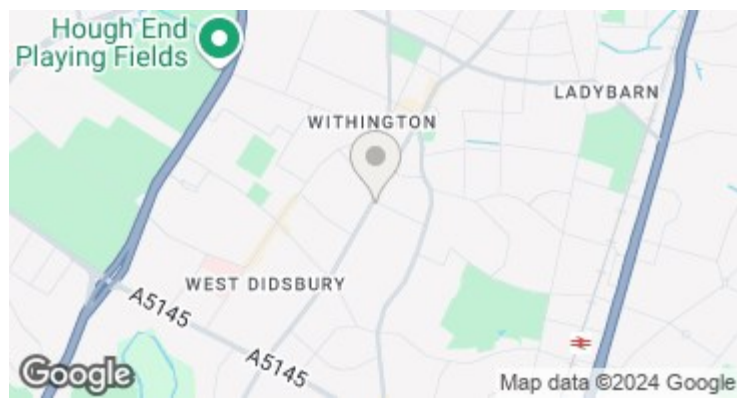 Hough End
Playing Fields
LADYBARN
WITHINGTON
WEST DIDSBURY
A5145
A5145
Google
Map data ©2024 Google